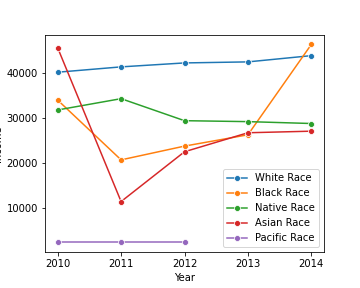 40000
30000
20000
10000
2010 2011 2012 2013 2014
Year
White Race
Black Race
Native Race
Asian Race
Pacific Race